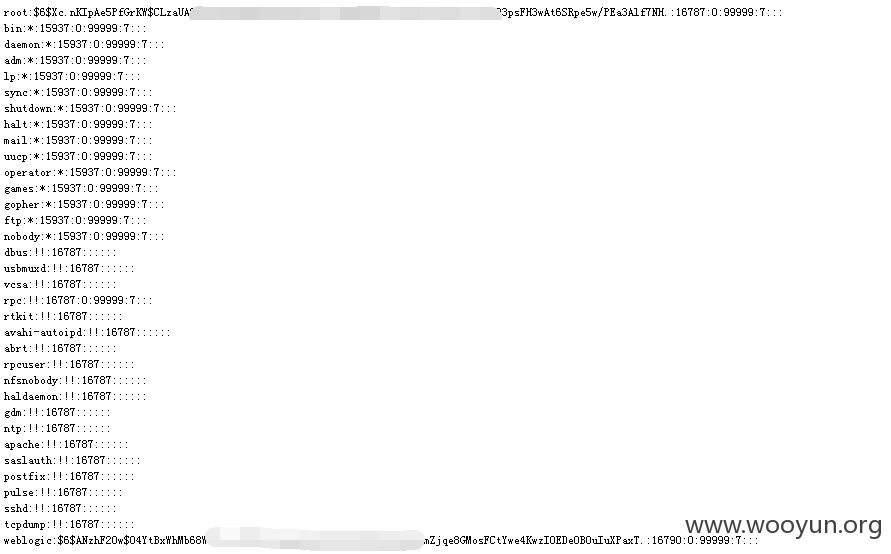 root:$6$Xc.nKIpAe5PfGrKW$CLzaUA
3psFH3wAt6SRpe5w/PEa3Alf7NH.:16787:0:99999:7:::
bin:*:15937:0:99999:7:::
daemon:*:15937:0:99999:7:::
adm:*:15937:0:99999:7:::
lp:*:15937:0:99999:7:::
sync:*:15937:0:99999:7:::
shutdown:*:15937:0:99999:7:::
halt:*:15937:0:99999:7:::
mail:*:15937:0:99999:7:::
uucp:*:15937:0:99999:7:::
operator:*:15937:0:99999:7:::
games:*:15937:0:99999:7:::
gopher:*:15937:0:99999:7:::
ftp:*:15937:0:99999:7:::
nobody:*:15937:0:99999:7:::
dbus:!!:16787::::::
usbmuxd:!!:16787::::::
vcsa:!!:16787::::::
rpc:!!:16787:0:99999:7:::
rtkit:!!:16787::::::
avahi-autoipd:!!:16787::::::
abrt:!!:16787::::::
rpcuser:!!:16787::::::
nfsnobody:!!:16787::::::
haldaemon:!!:16787::::::
gdm:!!:16787::::::
ntp:!!:16787::::::
apache:!!:16787::::::
saslauth:!!:16787::::::
postfix:!!:16787::::::
pulse:!!:16787::::::
sshd:!!:16787::::::
tcpdump:!!:16787::::::
weblogic:$6$ANzhF2Ow$O4YtBxWhMb68W
mZjqe8GMosFCtYwe4KwzIOEDeOBOuIuXPaxT.:16790:0:99999:7:::
www.wooyun.org